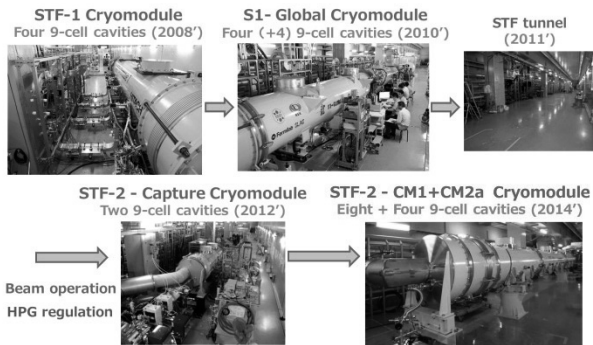 STF-1 Cryomodule
Four 9-cell cavities (2008')
S1- Global Cryomodule
Four (+4) 9-cell cavities (2010')
STF tunnel
(2011')
STF-2 - Capture Cryomodule
Two 9-cell cavities (2012')
STF-2 - CM1+CM2a Cryomodule
Eight + Four 9-cell cavities (2014')
Beam operation
HPG regulation